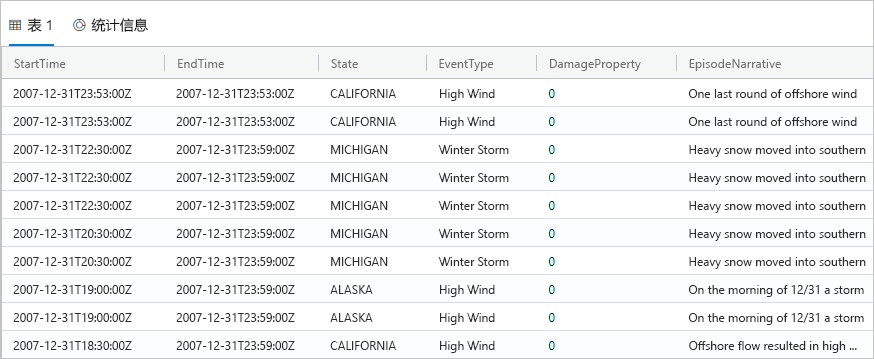 表 1 统计信息
StartTime EndTime State EventType DamageProperty EpisodeNarrative
2007-12-31T23:53:00Z 2007-12-31T23:53:00Z CALIFORNIA High Wind 0 One last round of offshore wind
2007-12-31T23:53:00Z 2007-12-31T23:53:00Z CALIFORNIA High Wind 0 One last round of offshore wind
2007-12-31T22:30:00Z 2007-12-31T23:59:00Z MICHIGAN Winter Storm 0 Heavy snow moved into southern
2007-12-31T22:30:00Z 2007-12-31T23:59:00Z MICHIGAN Winter Storm 0 Heavy snow moved into southern
2007-12-31T22:30:00Z 2007-12-31T23:59:00Z MICHIGAN Winter Storm 0 Heavy snow moved into southern
2007-12-31T20:30:00Z 2007-12-31T23:59:00Z MICHIGAN Winter Storm 0 Heavy snow moved into southern
2007-12-31T20:30:00Z 2007-12-31T23:59:00Z MICHIGAN Winter Storm 0 Heavy snow moved into southern
2007-12-31T19:00:00Z 2007-12-31T23:59:00Z ALASKA High Wind 0 On the morning of 12/31 a storm
2007-12-31T19:00:00Z 2007-12-31T23:59:00Z ALASKA High Wind 0 On the morning of 12/31 a storm
2007-12-31T18:30:00Z 2007-12-31T23:59:00Z CALIFORNIA High Wind 0 Offshore flow resulted in high ...